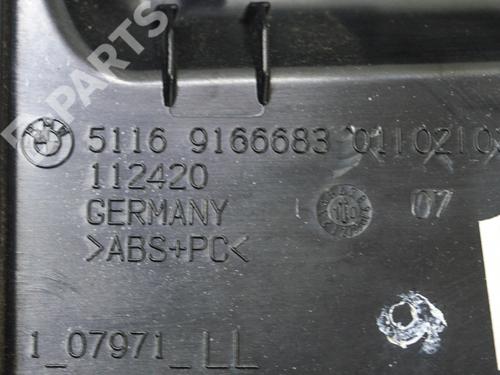 B-PARTS
5116 9166683 0110210
112420
GERMANY
>ABS+PC<
07
1_07971_LL